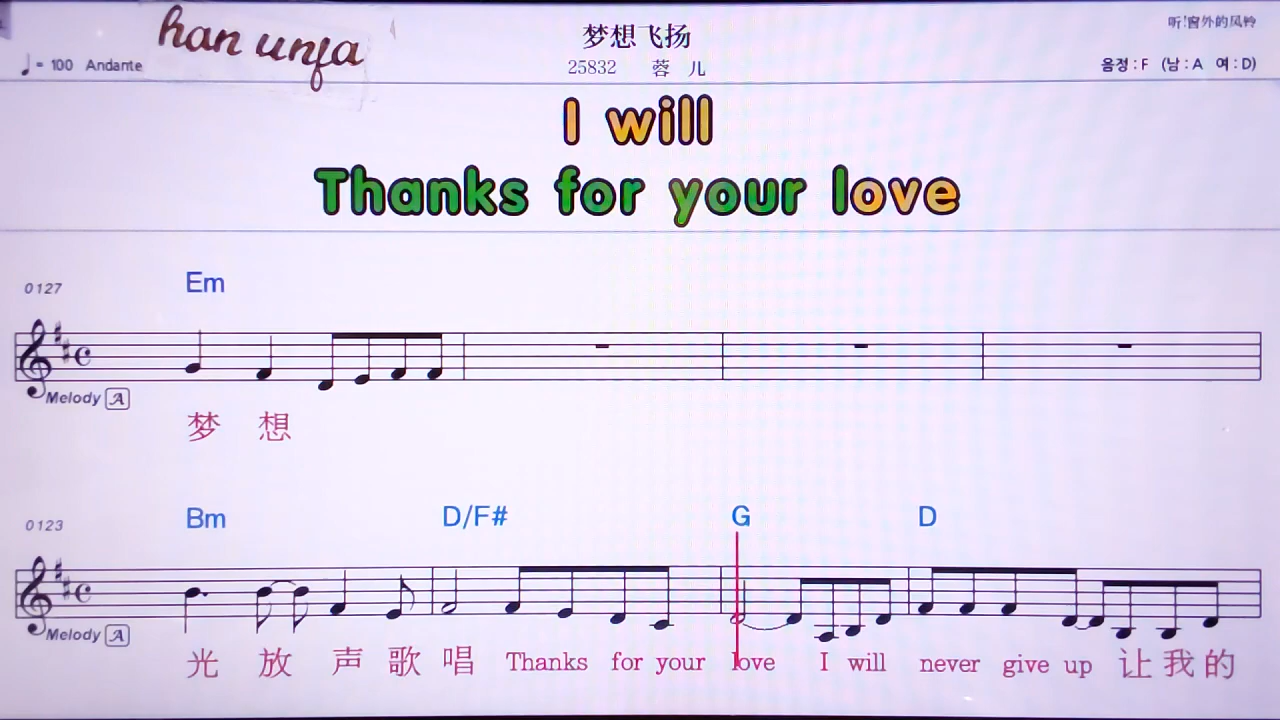 han unfa
梦想飞扬
听!窗外的风铃
♩= 100 Andante
25832 蓉 儿
음정 : F (남 : A 여 : D)
I will
Thanks for your love
0127
Em
Melody A
梦 想
0123
Bm D/F# G D
Melody A
光 放 声 歌 唱 Thanks for your love I will never give up 让 我 的